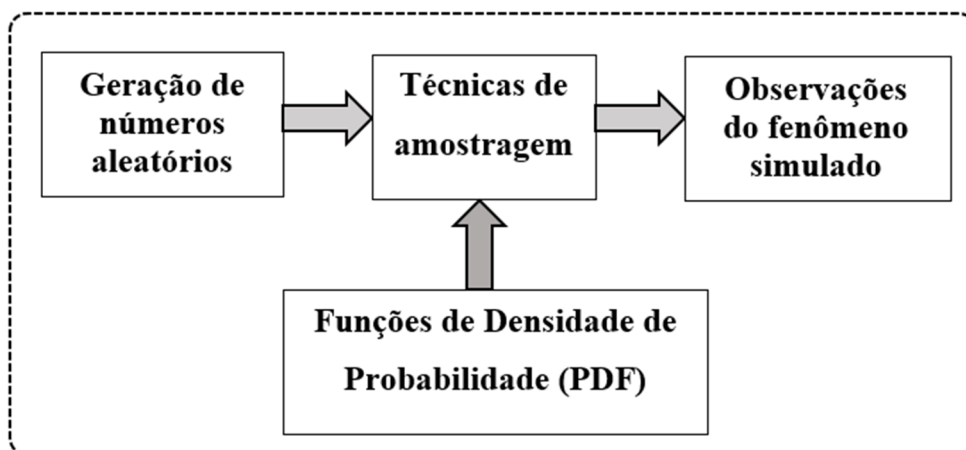 Geração de
números
aleatórios
Técnicas de
amostragem
Observações
do fenômeno
simulado
Funções de Densidade de
Probabilidade (PDF)